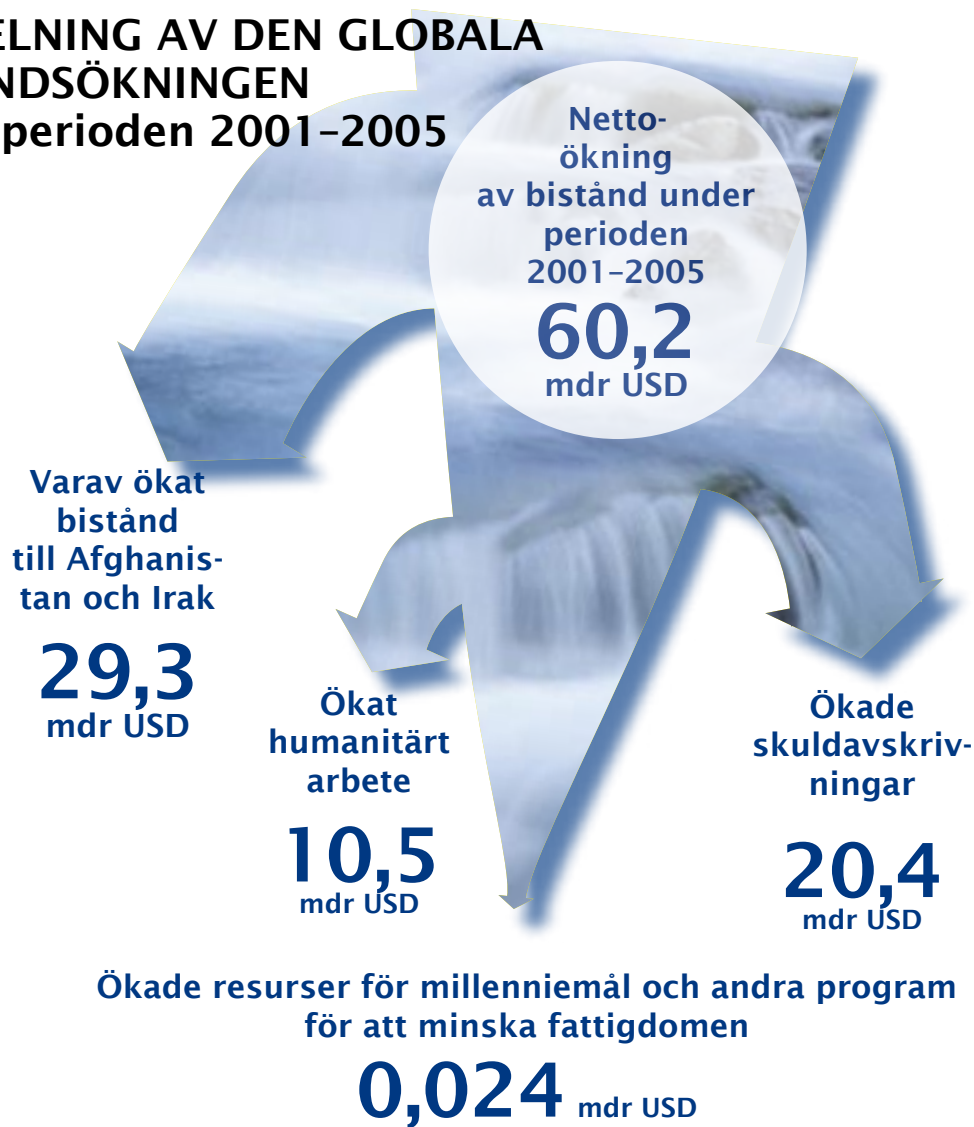 ELNING AV DEN GLOBALA
NDSÖKNINGEN
perioden 2001–2005
Netto-
ökning
av bistånd under
perioden
2001–2005
60,2
mdr USD
Varav ökat
bistånd
till Afghanis-
tan och Irak
29,3
mdr USD
Ökat
humanitärt
arbete
10,5
mdr USD
Ökade
skuldavskriv-
ningar
20,4
mdr USD
Ökade resurser för millenniemål och andra program
för att minska fattigdomen
0,024 mdr USD